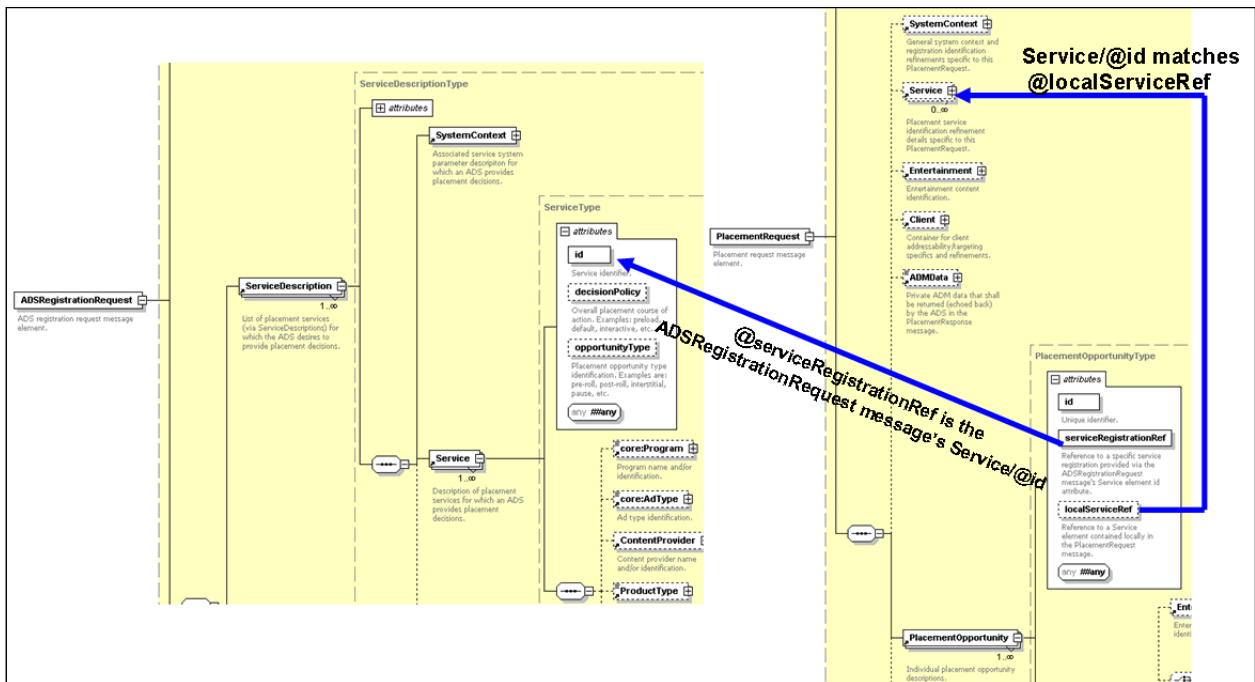 ADSRegistrationRequest
ADS registration request message
element.
ServiceDescription
1..∞
List of placement services
(via ServiceDescriptions) for
which the ADS desires to
provide placement decisions.
ServiceDescriptionType
attributes
SystemContext
Associated service system
parameter descripiton for
which an ADS provides
placement decisions.
ServiceType
attributes
id
Service identifier.
decisionPolicy
Overall placement course of
action. Examples: preload,
default, interactive, etc.
opportunityType
Placement opportunity type
identification. Examples are:
pre-roll, post-roll, interstitial,
pause, etc.
any ##any
Service
1..∞
Description of placement
services for which an ADS
provides placement
decisions.
core:Program
Program name and/or
identification.
core:AdType
Ad type identification.
ContentProvider
Content provider name
and/or identification.
ProductType
@serviceRegistrationRef is the
ADSRegistrationRequest message's Service/@id
PlacementRequest
Placement request message
element.
SystemContext
General system context and
registration identification
refinements specific to this
PlacementRequest.
Service
0..∞
Placement service
identification refinement
details specific to this
PlacementRequest.
Entertainment
Entertainment content
identification.
Client
Container for client
addressability/targeting
specifics and refinements.
ADMData
Private ADM data that shall
be returned (echoed back)
by the ADS in the
PlacementResponse
message.
Service/@id matches
@localServiceRef
PlacementOpportunityType
attributes
id
Unique identifier.
serviceRegistrationRef
Reference to a specific service
registration provided via the
ADSRegistrationRequest
message's Service element id
attribute.
localServiceRef
Reference to a Service
element contained locally in
the PlacementRequest
message.
any ##any
PlacementOpportunity
1..∞
Individual placement opportunity
descriptions.
Ente
Enter
identi